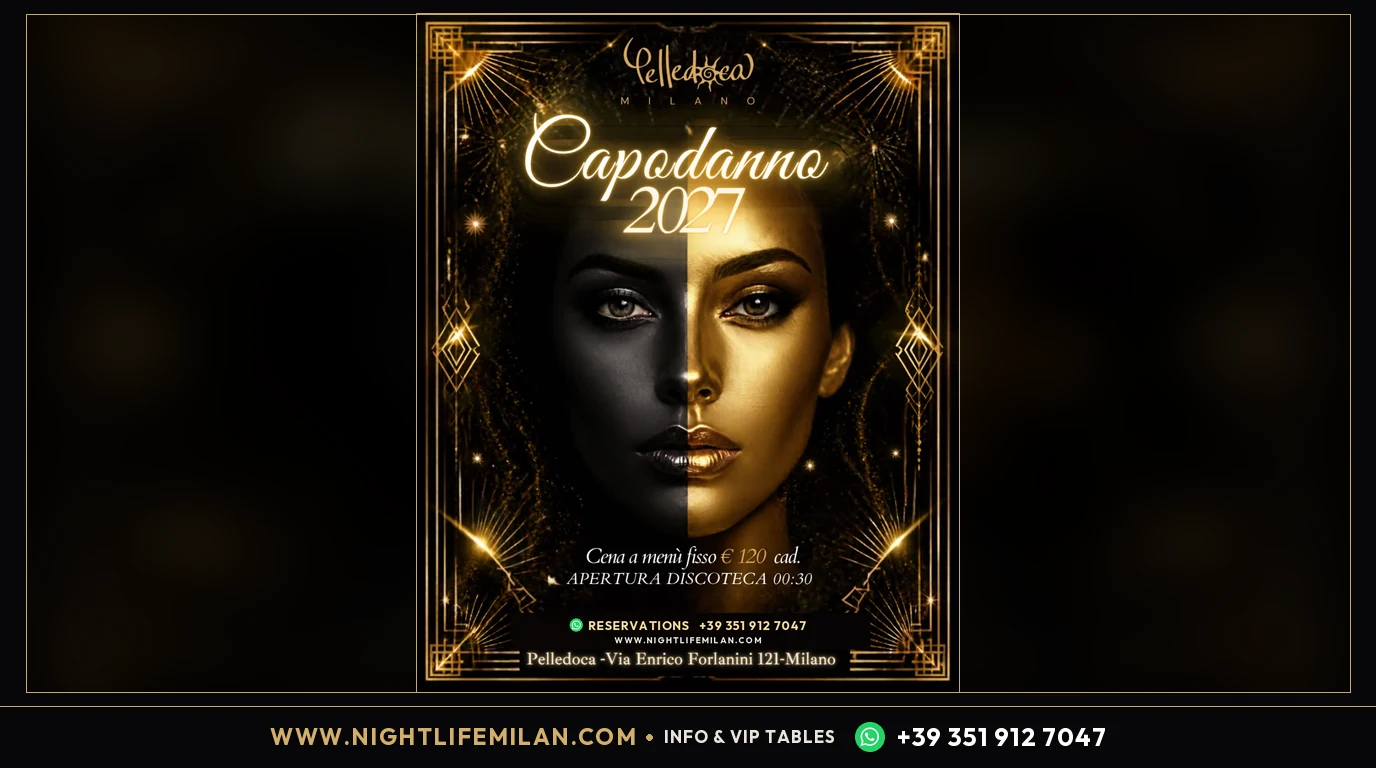 Pelledoca
MILANO
Capodanno
2027
Cena a menù fisso € 120 cad.
APERTURA DISCOTECA 00:30
RESERVATIONS +39 351 912 7047
WWW.NIGHTLIFEMILAN.COM
Pelledoca -Via Enrico Forlanini 121-Milano
WWW.NIGHTLIFEMILAN.COM • INFO & VIP TABLES +39 351 912 7047